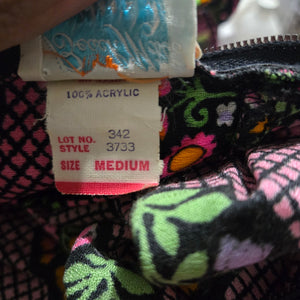 100% ACRYLIC
LOT NO. 342
STYLE 3733
SIZE MEDIUM